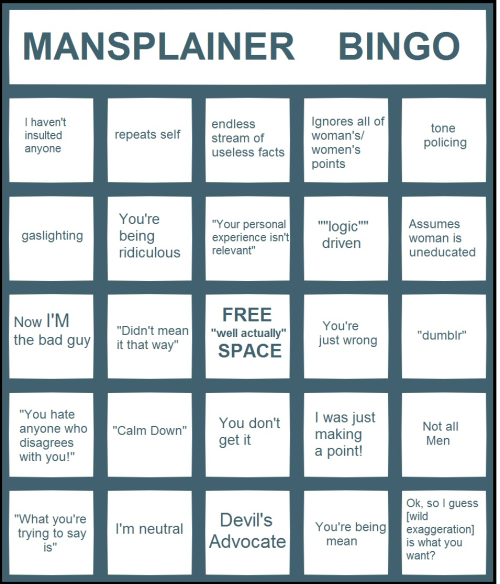 MANSPLAINER BINGO
I haven't
insulted
anyone
repeats self
endless
stream of
useless facts
Ignores all of
woman's/
women's
points
tone
policing
gaslighting
You're
being
ridiculous
"Your personal
experience isn't
relevant"
""logic""
driven
Assumes
woman is
uneducated
Now I'M
the bad guy
"Didn't mean
it that way"
FREE
"well actually"
SPACE
You're
just wrong
"dumblr"
"You hate
anyone who
disagrees
with you!"
"Calm Down"
You don't
get it
I was just
making
a point!
Not all
Men
"What you're
trying to say
is"
I'm neutral
Devil's
Advocate
You're being
mean
Ok, so I guess
[wild
exaggeration]
is what you
want?